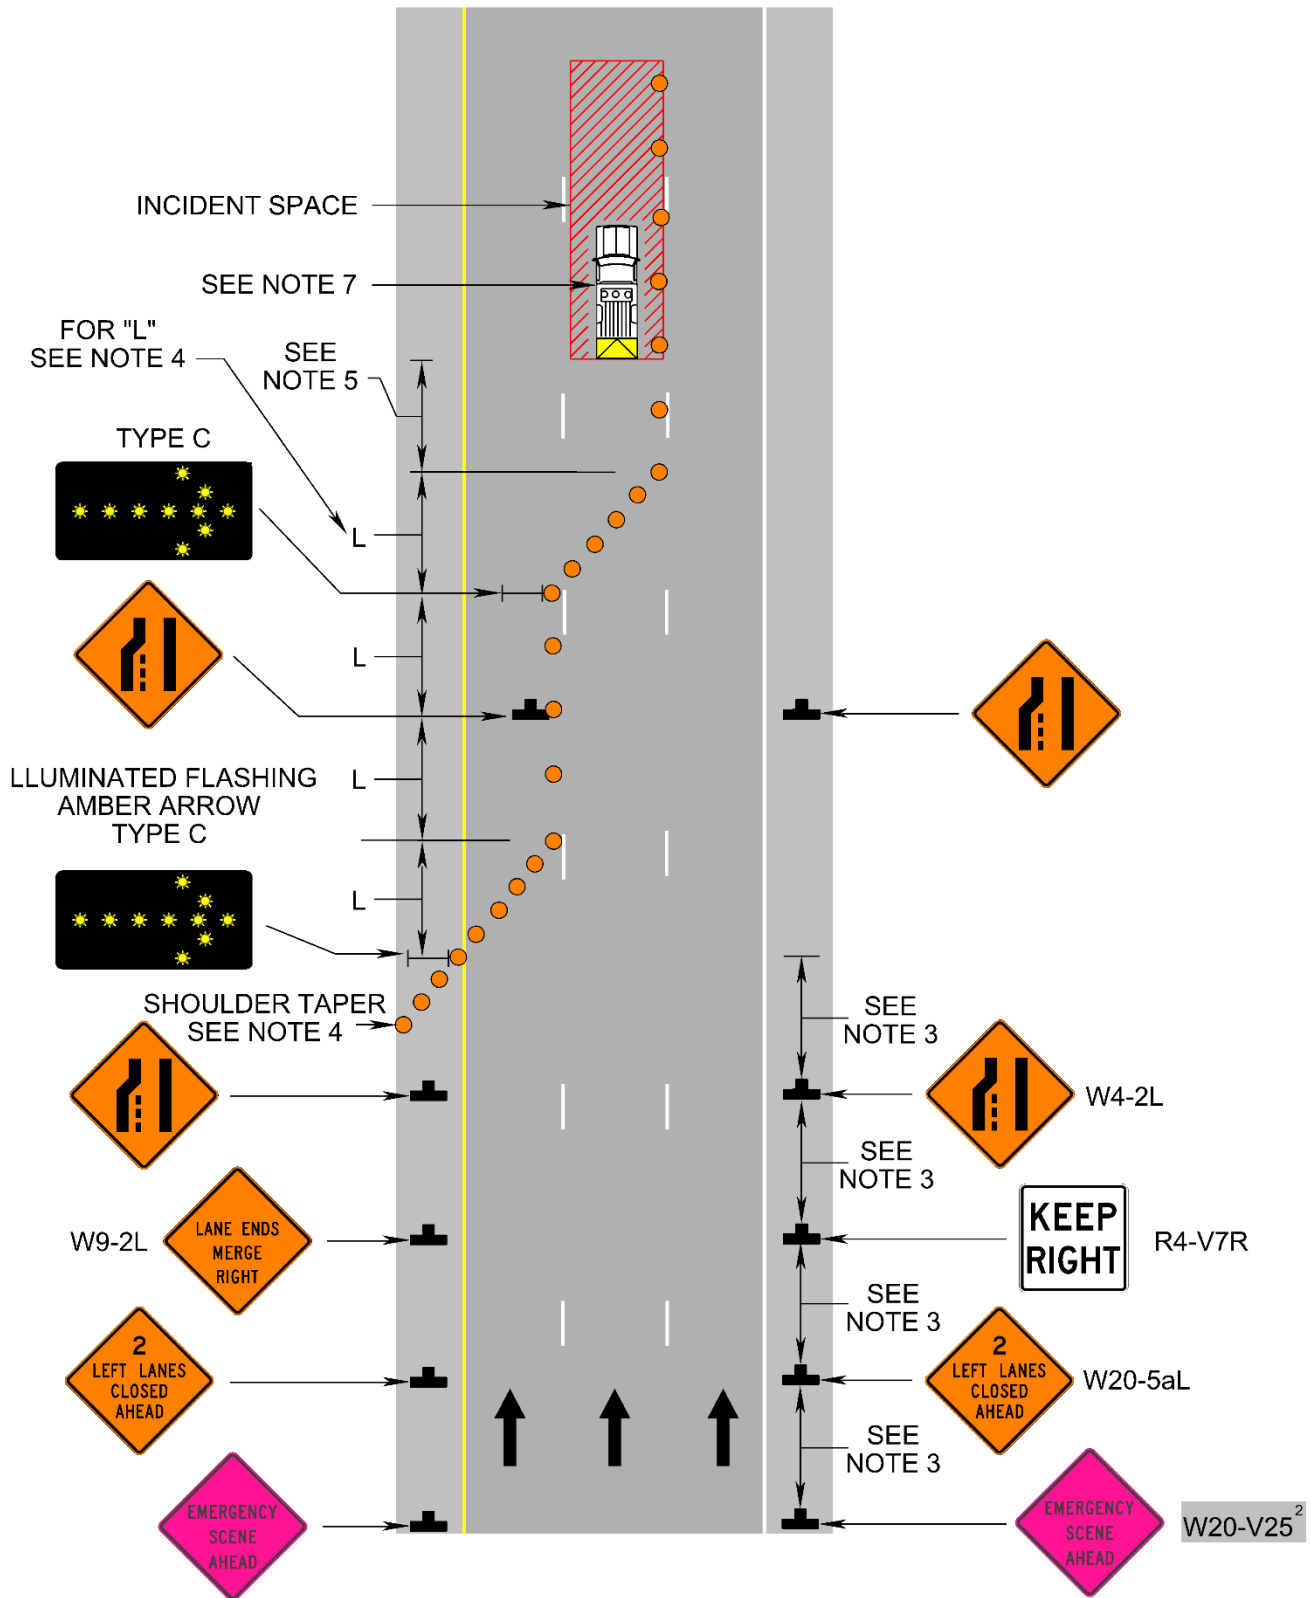 INCIDENT SPACE
SEE NOTE 7
FOR "L"
SEE NOTE 4
SEE
NOTE 5
TYPE C
L
L
LLUMINATED FLASHING
AMBER ARROW
TYPE C
L
L
SHOULDER TAPER
SEE NOTE 4
SEE
NOTE 3
W4-2L
SEE
NOTE 3
W9-2L
LANE ENDS
MERGE
RIGHT
KEEP
RIGHT
R4-V7R
SEE
NOTE 3
2
LEFT LANES
CLOSED
AHEAD
2
LEFT LANES
CLOSED
AHEAD
W20-5aL
SEE
NOTE 3
EMERGENCY
SCENE
AHEAD
EMERGENCY
SCENE
AHEAD
W20-V25²